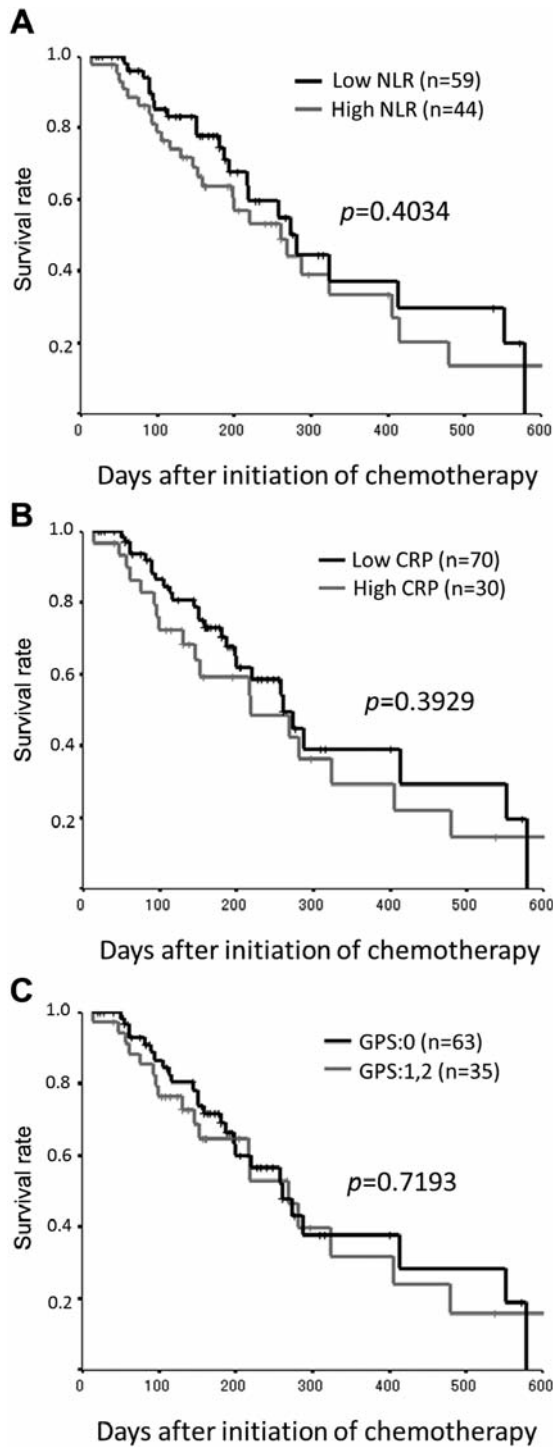 A
1.0
0.8
0.6
0.4
0.2
Survival rate
Low NLR (n=59)
High NLR (n=44)
p=0.4034
0 100 200 300 400 500 600
Days after initiation of chemotherapy
B
1.0
0.8
0.6
0.4
0.2
Survival rate
Low CRP (n=70)
High CRP (n=30)
p=0.3929
0 100 200 300 400 500 600
Days after initiation of chemotherapy
C
1.0
0.8
0.6
0.4
0.2
Survival rate
GPS:0 (n=63)
GPS:1,2 (n=35)
p=0.7193
0 100 200 300 400 500 600
Days after initiation of chemotherapy